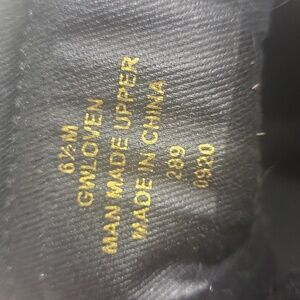 6½M
GWLOVEN
MAN MADE UPPER
MADE IN CHINA
289
0920